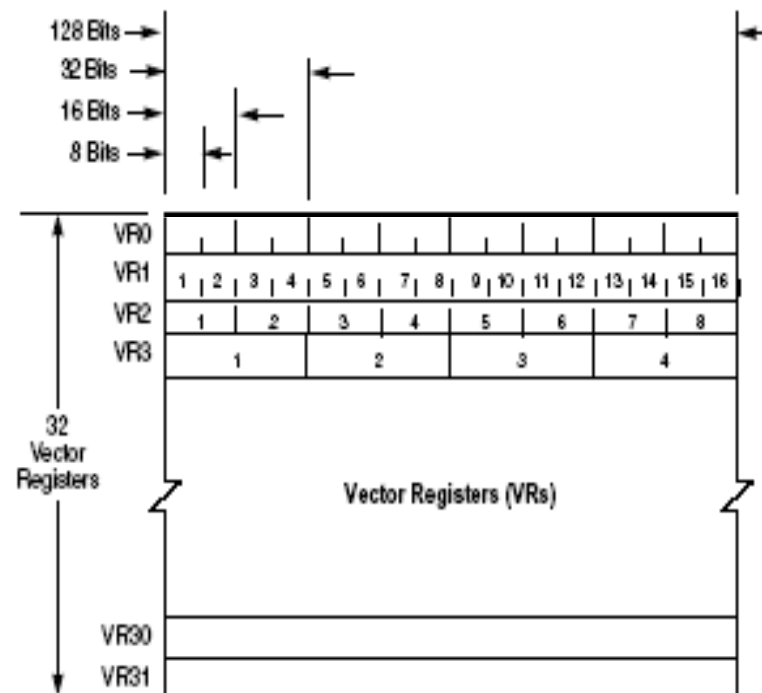 128 Bits
32 Bits
16 Bits
8 Bits
VR0
VR1 1 2 3 4 5 6 7 8 9 10 11 12 13 14 15 16
VR2 1 2 3 4 5 6 7 8
VR3 1 2 3 4
32
Vector
Registers
Vector Registers (VRs)
VR30
VR31